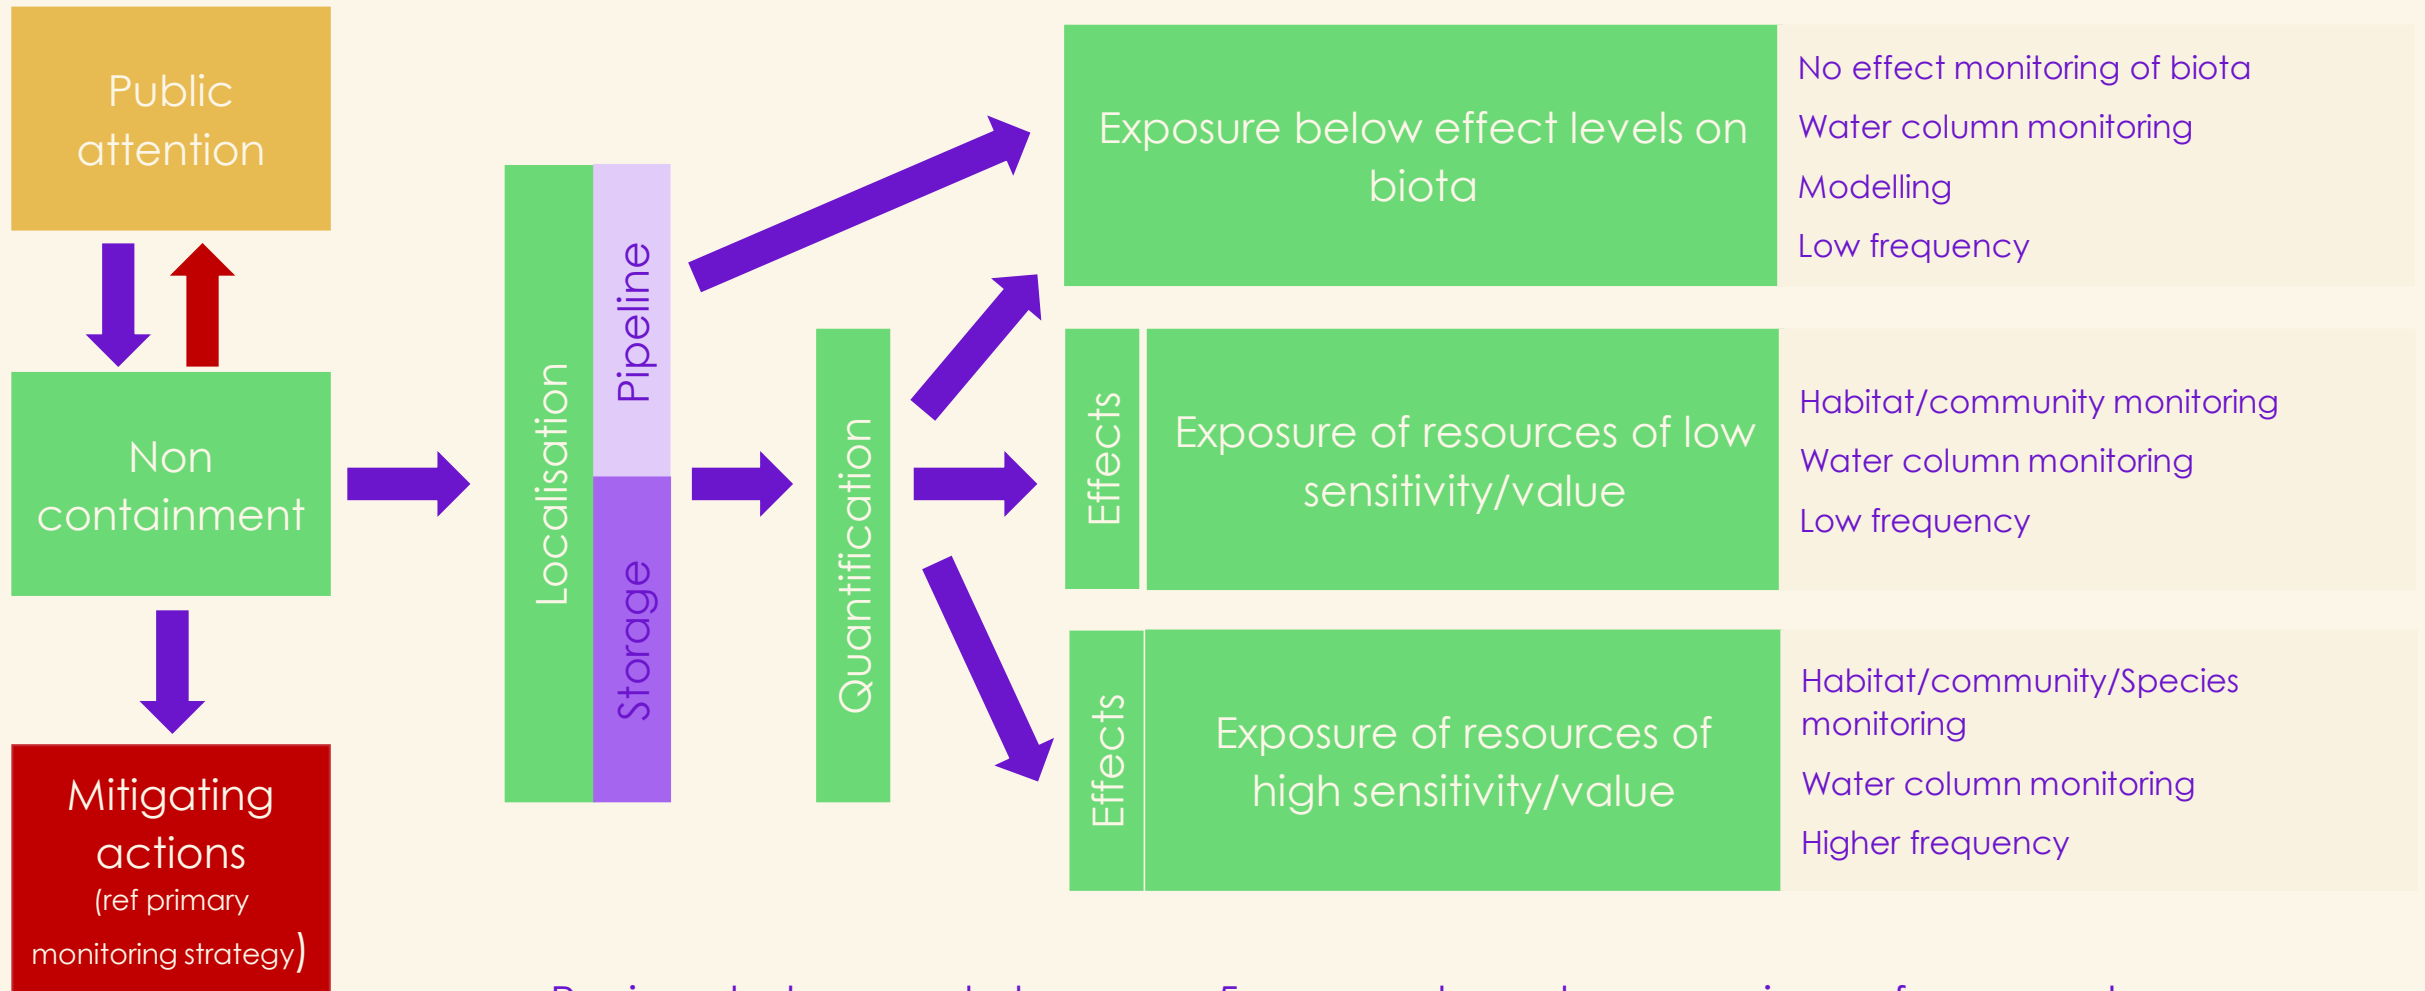 Public
attention
Non
containment
Mitigating
actions
(ref primary
monitoring strategy)
Localisation
Pipeline
Storage
Quantification
Exposure below effect levels on
biota
No effect monitoring of biota
Water column monitoring
Modelling
Low frequency
Effects
Exposure of resources of low
sensitivity/value
Habitat/community monitoring
Water column monitoring
Low frequency
Effects
Exposure of resources of
high sensitivity/value
Habitat/community/Species
monitoring
Water column monitoring
Higher frequency